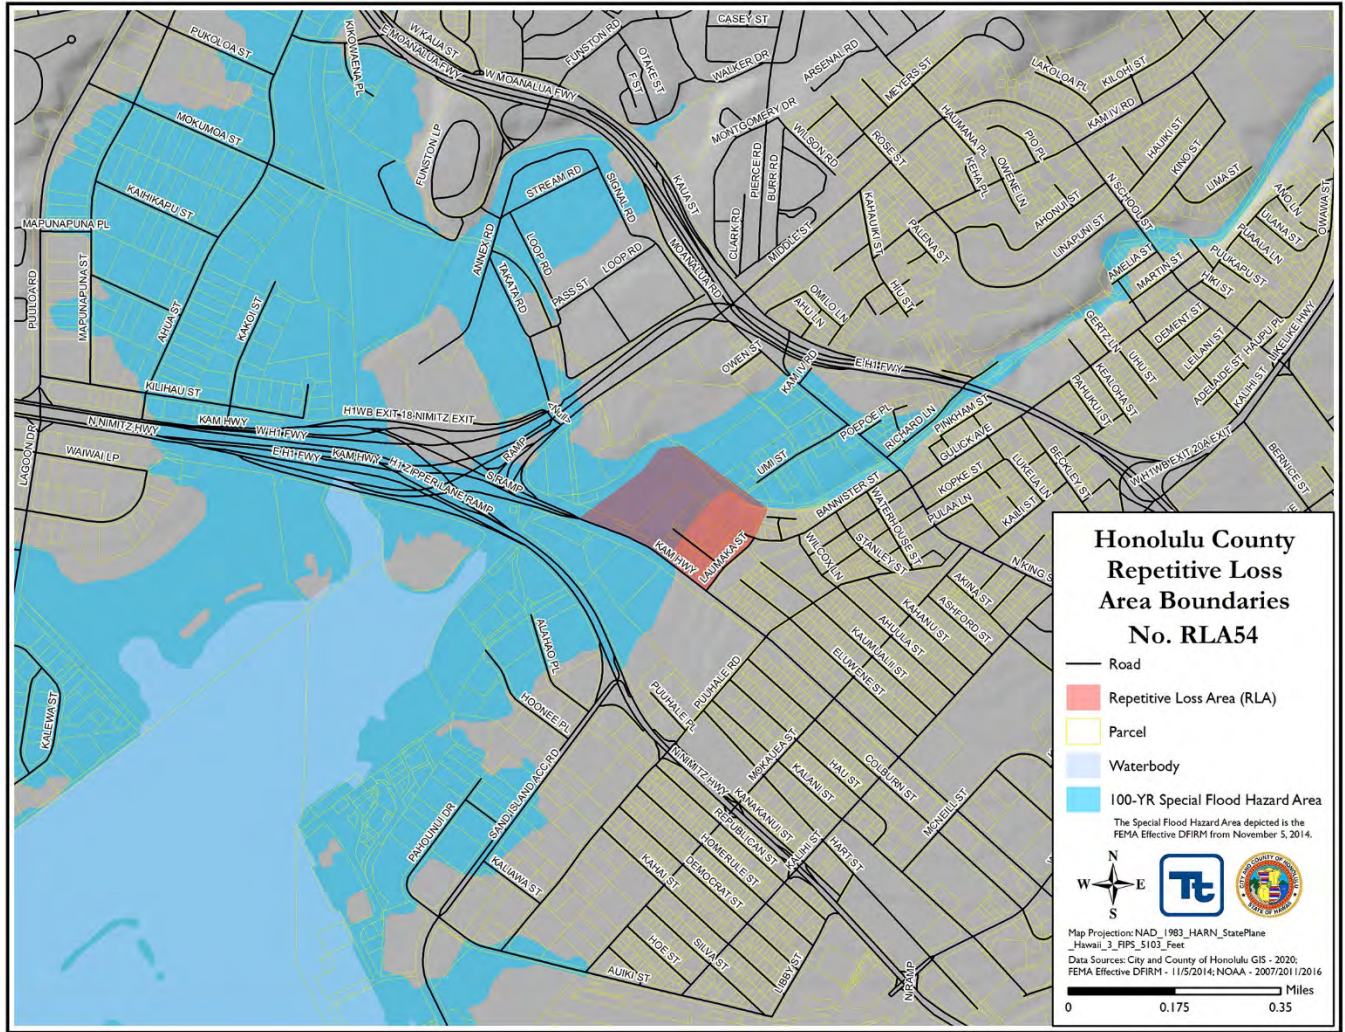 CASEY ST
W KAUA ST
FUNSTON RD
PUKOLOA ST
KIKOWAENA PL
E MOANALUA FWY
W MOANALUA FWY
OTAKE ST
F ST
WALKER DR
ARSENAL RD
MEYERS ST
LAKOLOA PL
KILOHI ST
KAM IV RD
MOKUMOA ST
MONTGOMERY DR
WILSON RD
ROSE ST
HAUMANA PL
PIO PL
HAUIKI ST
KINO ST
FUNSTON LP
PIERCE RD
BURR RD
KEHA PL
OWENE LN
LIMA ST
STREAM RD
SIGNAL RD
KAUA ST
KAIHIKAPU ST
KAHAUIKI ST
AHONUI ST
N SCHOOL ST
ANO LN
ULANA ST
OWAWA ST
MAPUNAPUNA PL
CLARK RD
MIDDLE ST
PALENA ST
LINAPUNI ST
PUAALA LN
ANNEX RD
LOOP RD
LOOP RD
MOANALUA RD
AMELIA ST
MARTIN ST
PUUKAPU ST
HIKI ST
PUULOA RD
MAPUNAPUNA ST
TAKATA RD
PASS ST
HIU ST
OMILO LN
AHU LN
AHUA ST
KAKOI ST
GERTZ LN
DEMENT ST
LEILANI ST
HAUPU PL
LIKELIKE HWY
OWEN ST
KAM IV RD
E H1 FWY
UHU ST
KEALOHA ST
PAHUKUI ST
ADELAIDE ST
KALIHI ST
KILIHAU ST
H1WB EXIT 18-NIMITZ EXIT
KAM HWY
W H1 FWY
N NIMITZ HWY
POEPOE PL
RICHARD LN
PINKHAM ST
GULICK AVE
BECKLEY ST
W H1WB EXIT 20A EXIT
BERNICE ST
LAGOON DR
WAIWAI LP
E H1 FWY
KAM HWY
H1 ZIPPER LANE RAMP
RAMP
S RAMP
UMI ST
BANNISTER ST
KOPKE ST
LUKELA LN
WATERHOUSE ST
PULAA LN
KAILI ST
KAM HWY
LAUMAKA ST
WILCOX LN
STANLEY ST
N KING S
AKINA ST
ASHFORD ST
KAHANU ST
AHUULA ST
KAUMUALII ST
ELUWENE ST
ALAHAO PL
PUUHALE RD
PUUHALE PL
HOONEE PL
KALEWA ST
SAND ISLAND ACC RD
N NIMITZ HWY
MOKAUEA ST
KALANI ST
HAU ST
COLBURN ST
MCNEILL ST
PAHOUNUI DR
KANAKANUI ST
REPUBLICAN ST
HOMERULE ST
DEMOCRAT ST
KALIHI ST
HART ST
KALIAWA ST
KAHAI ST
SILVA ST
HOE ST
AUIKI ST
LIBBY ST
N RAMP
Honolulu County
Repetitive Loss
Area Boundaries
No. RLA54
Road
Repetitive Loss Area (RLA)
Parcel
Waterbody
100-YR Special Flood Hazard Area
The Special Flood Hazard Area depicted is the
FEMA Effective DFIRM from November 5, 2014.
N
W E
S
Tt
CITY AND COUNTY OF HONOLULU
STATE OF HAWAII
Map Projection: NAD_1983_HARN_StatePlane
_Hawaii_3_FIPS_5103_Feet
Data Sources: City and County of Honolulu GIS - 2020;
FEMA Effective DFIRM - 11/5/2014; NOAA - 2007/2011/2016
Miles
0 0.175 0.35